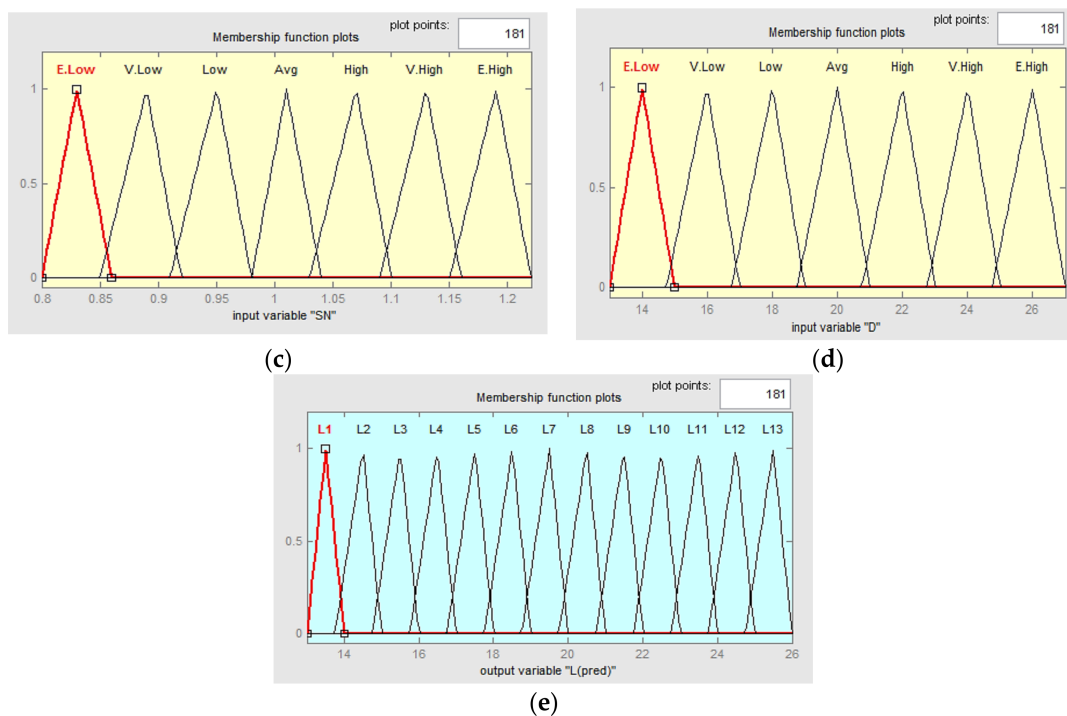 plot points: 181
Membership function plots
E.Low V.Low Low Avg High V.High E.High
1
0.5
0
0.8 0.85 0.9 0.95 1 1.05 1.1 1.15 1.2
input variable "SN"
(c)
plot points: 181
Membership function plots
E.Low V.Low Low Avg High V.High E.High
1
0.5
0
14 16 18 20 22 24 26
input variable "D"
(d)
plot points: 181
Membership function plots
L1 L2 L3 L4 L5 L6 L7 L8 L9 L10 L11 L12 L13
1
0.5
0
14 16 18 20 22 24 26
output variable "L(pred)"
(e)